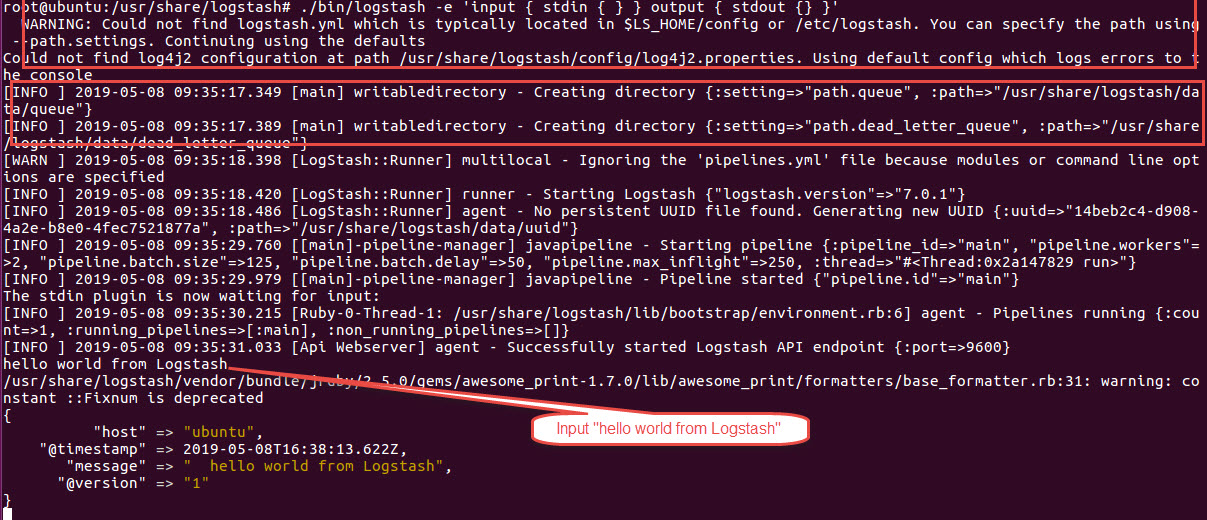 root@ubuntu:/usr/share/logstash# ./bin/logstash -e 'input { stdin { } } output { stdout {} }'
WARNING: Could not find logstash.yml which is typically located in $LS_HOME/config or /etc/logstash. You can specify the path using
--path.settings. Continuing using the defaults
Could not find log4j2 configuration at path /usr/share/logstash/config/log4j2.properties. Using default config which logs errors to t
he console
[INFO ] 2019-05-08 09:35:17.349 [main] writabledirectory - Creating directory {:setting=>"path.queue", :path=>"/usr/share/logstash/da
ta/queue"}
[INFO ] 2019-05-08 09:35:17.389 [main] writabledirectory - Creating directory {:setting=>"path.dead_letter_queue", :path=>"/usr/share
/logstash/data/dead_letter_queue"}
[WARN ] 2019-05-08 09:35:18.398 [LogStash::Runner] multilocal - Ignoring the 'pipelines.yml' file because modules or command line opt
ions are specified
[INFO ] 2019-05-08 09:35:18.420 [LogStash::Runner] runner - Starting Logstash {"logstash.version"=>"7.0.1"}
[INFO ] 2019-05-08 09:35:18.486 [LogStash::Runner] agent - No persistent UUID file found. Generating new UUID {:uuid=>"14beb2c4-d908-
4a2e-b8e0-4fec7521877a", :path=>"/usr/share/logstash/data/uuid"}
[INFO ] 2019-05-08 09:35:29.760 [[main]-pipeline-manager] javapipeline - Starting pipeline {:pipeline_id=>"main", "pipeline.workers"=
>2, "pipeline.batch.size"=>125, "pipeline.batch.delay"=>50, "pipeline.max_inflight"=>250, :thread=>"#<Thread:0x2a147829 run>"}
[INFO ] 2019-05-08 09:35:29.979 [[main]-pipeline-manager] javapipeline - Pipeline started {"pipeline.id"=>"main"}
The stdin plugin is now waiting for input:
[INFO ] 2019-05-08 09:35:30.215 [Ruby-0-Thread-1: /usr/share/logstash/lib/bootstrap/environment.rb:6] agent - Pipelines running {:cou
nt=>1, :running_pipelines=>[:main], :non_running_pipelines=>[]}
[INFO ] 2019-05-08 09:35:31.033 [Api Webserver] agent - Successfully started Logstash API endpoint {:port=>9600}
hello world from Logstash
/usr/share/logstash/vendor/bundle/jruby/2.5.0/gems/awesome_print-1.7.0/lib/awesome_print/formatters/base_formatter.rb:31: warning: co
nstant ::Fixnum is deprecated
{
"host" => "ubuntu",
"@timestamp" => 2019-05-08T16:38:13.622Z,
"message" => "  hello world from Logstash",
"@version" => "1"
}
Input "hello world from Logstash"